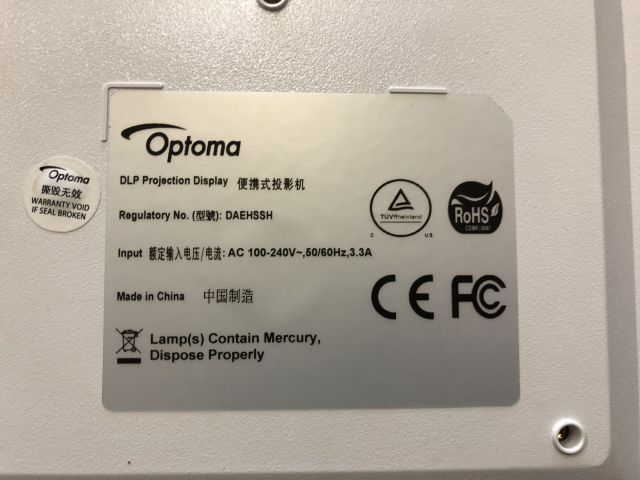 Optoma
DLP Projection Display 便携式投影机
Regulatory No. (型號): DAEHSSH
Input 额定输入电压/电流: AC 100-240V~,50/60Hz,3.3A
Made in China 中国制造
Lamp(s) Contain Mercury,
Dispose Properly
TÜVRheinland
C US
RoHS
COMPLIANT
CE FC
Optoma
撕毁无效
WARRANTY VOID
IF SEAL BROKEN